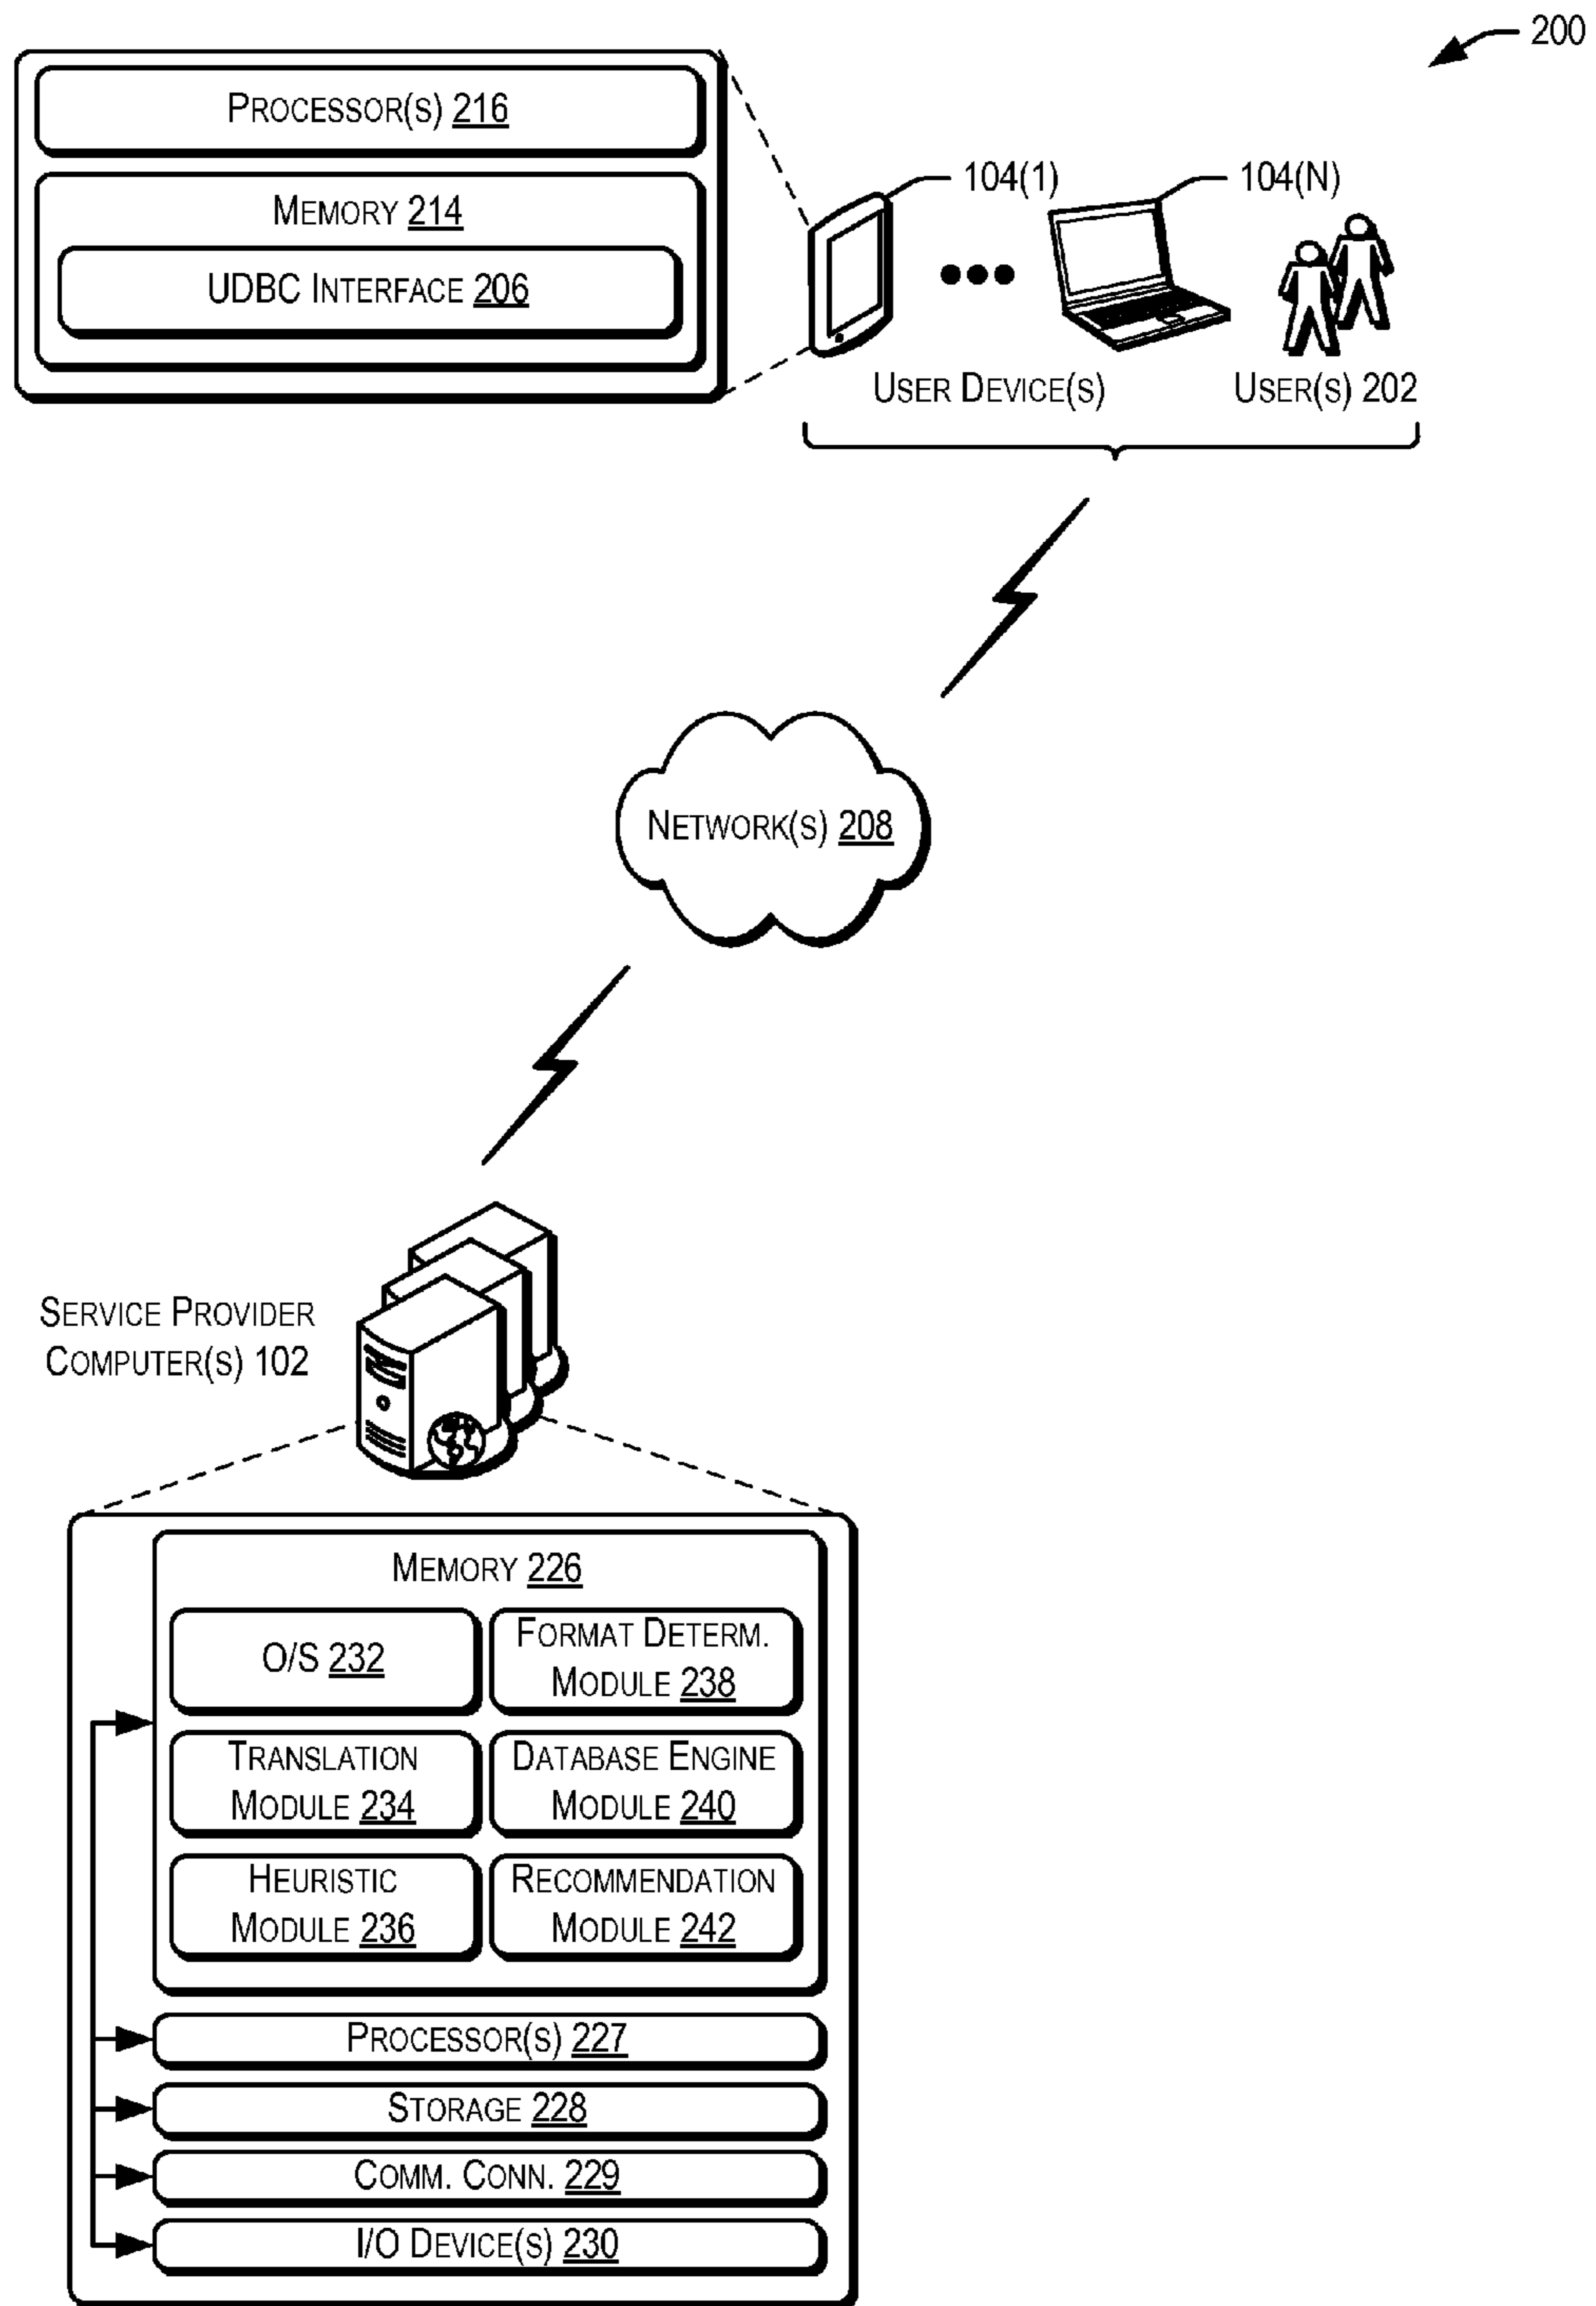 200
PROCESSOR(S) 216
MEMORY 214
UDBC INTERFACE 206
104(1)
104(N)
USER DEVICE(S)
USER(S) 202
NETWORK(S) 208
SERVICE PROVIDER
COMPUTER(S) 102
MEMORY 226
O/S 232
FORMAT DETERM.
MODULE 238
TRANSLATION
MODULE 234
DATABASE ENGINE
MODULE 240
HEURISTIC
MODULE 236
RECOMMENDATION
MODULE 242
PROCESSOR(S) 227
STORAGE 228
COMM. CONN. 229
I/O DEVICE(S) 230